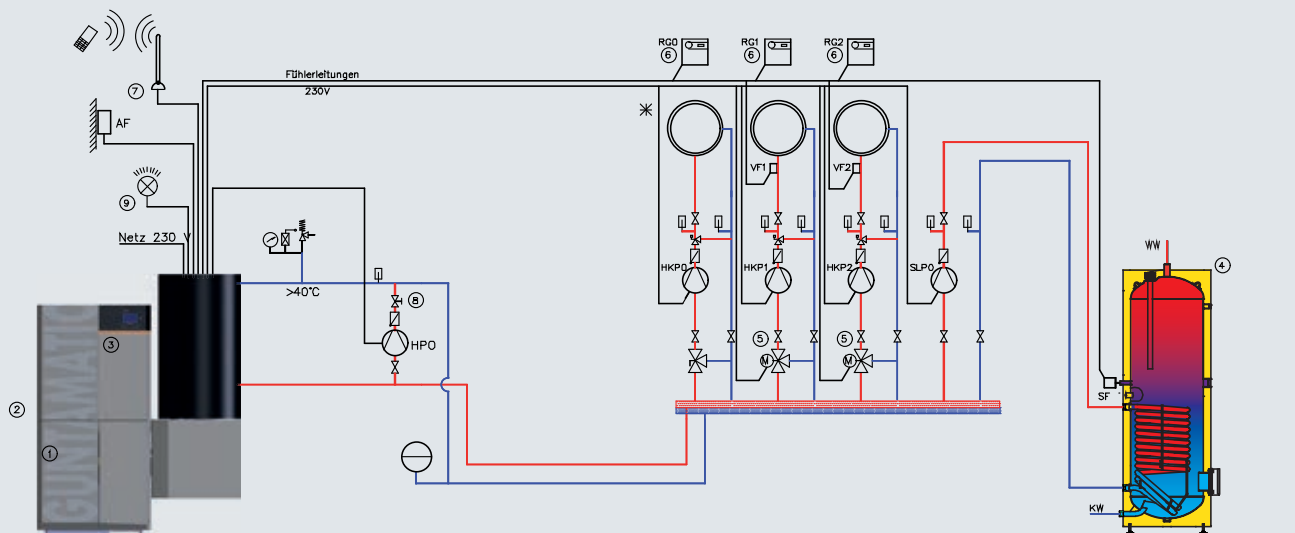 RG0
RG1
RG2
6
6
6
Fühlerleitungen
230V
7
AF
9
Netz 230 V
>40°C
8
HP0
VF1
VF2
HKP0
HKP1
HKP2
SLP0
5
5
M
M
WW
4
SF
KW
3
2
1
GUNTAMATIC